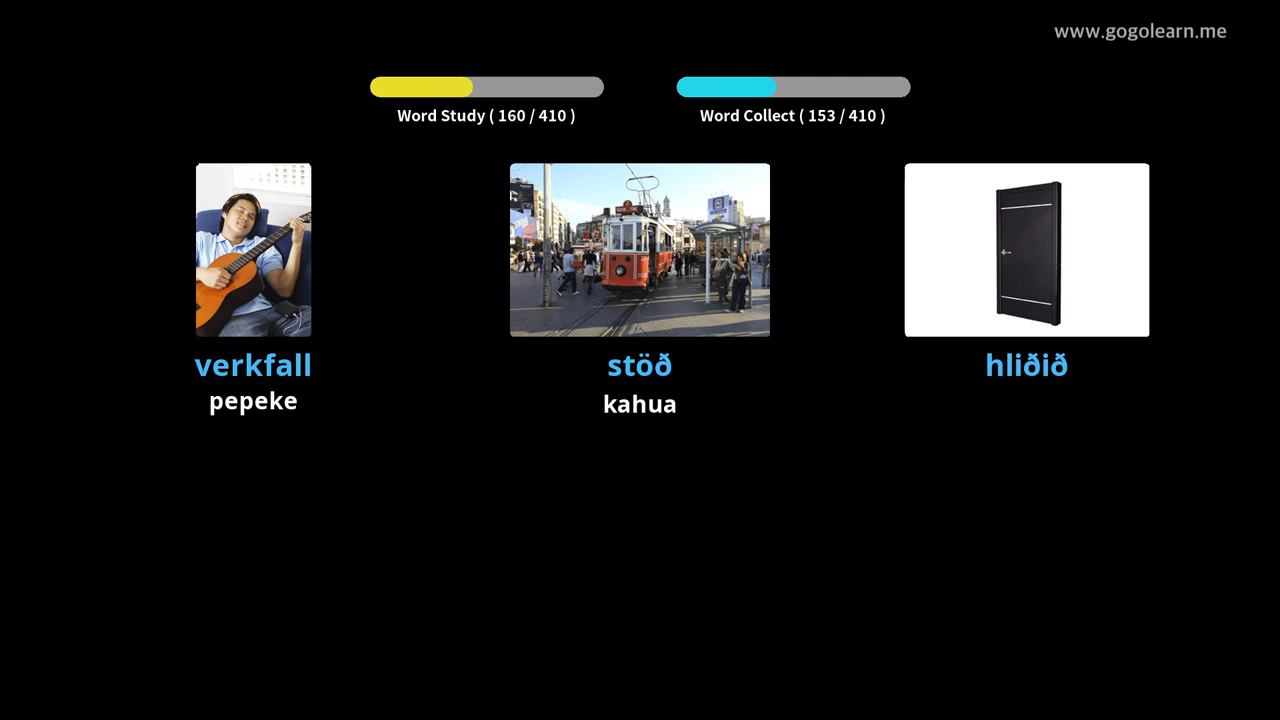 www.gogolearn.me
Word Study ( 160 / 410 )
Word Collect ( 153 / 410 )
verkfall
pepeke
stöð
kahua
hliðið